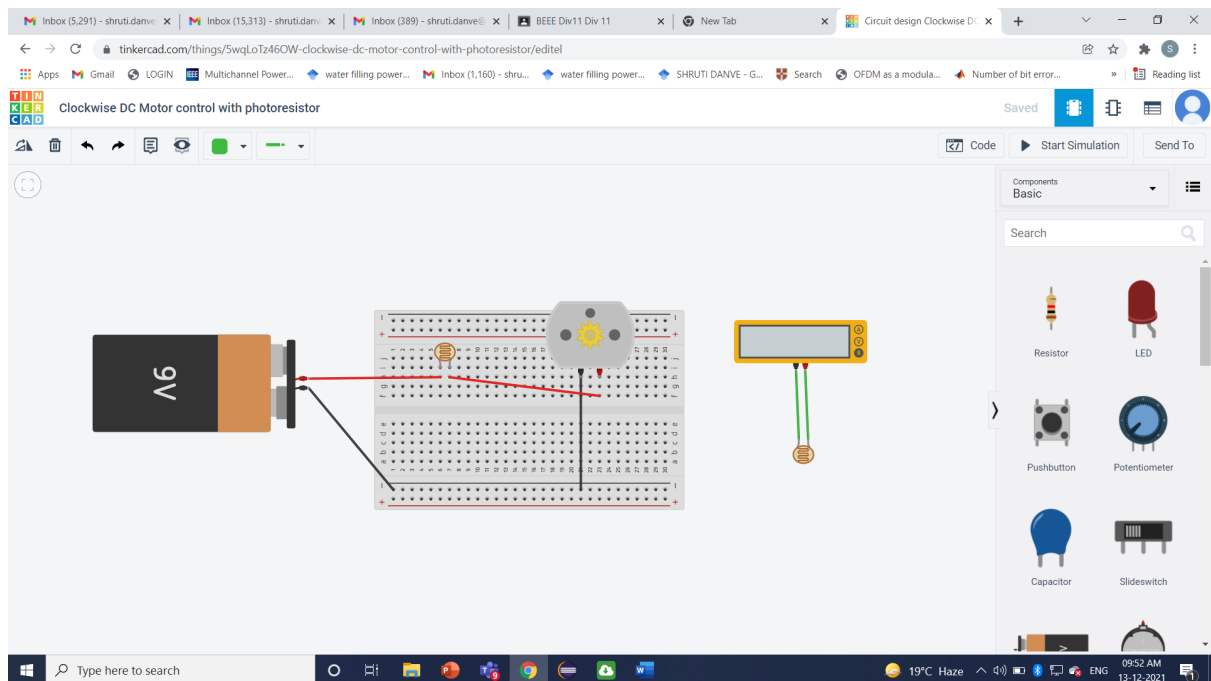 Inbox (5,291) - shruti.danve
Inbox (15,313) - shruti.danv
Inbox (389) - shruti.danve@
BEEE Div11 Div 11
New Tab
Circuit design Clockwise DC
tinkercad.com/things/5wqLoTz46OW-clockwise-dc-motor-control-with-photoresistor/editel
S
Apps
Gmail
LOGIN
IEEE
Multichannel Power...
water filling power...
Inbox (1,160) - shru...
water filling power...
SHRUTI DANVE - G...
Search
OFDM as a modula...
Number of bit error...
»
Reading list
TIN
KER
CAD
Clockwise DC Motor control with photoresistor
Saved
Code
Start Simulation
Send To
Components
Basic
Search
9V
A
V
R
Resistor
LED
Pushbutton
Potentiometer
Capacitor
Slideswitch
Type here to search
19°C Haze
ENG
09:52 AM
13-12-2021